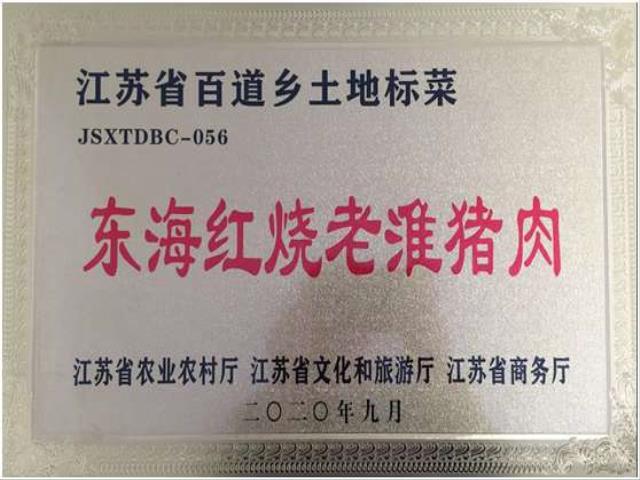 江苏省百道乡土地标菜
JSXTDBC-056
东海红烧老淮猪肉
江苏省农业农村厅 江苏省文化和旅游厅 江苏省商务厅
二〇二〇年九月